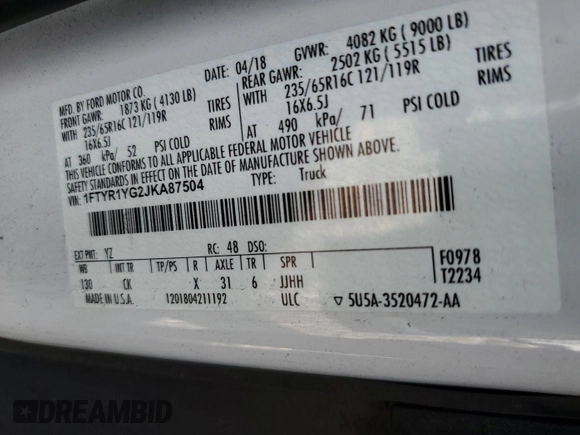 MFD. BY FORD MOTOR CO.
DATE: 04/18 GVWR: 4082 KG ( 9000 LB)
FRONT GAWR: 1873 KG ( 4130 LB) REAR GAWR: 2502 KG ( 5515 LB)
WITH 235/65R16C 121/119R TIRES WITH 235/65R16C 121/119R TIRES
16X6.5J RIMS 16X6.5J RIMS
AT 360 kPa/ 52 PSI COLD AT 490 kPa/ 71 PSI COLD
THIS VEHICLE CONFORMS TO ALL APPLICABLE FEDERAL MOTOR VEHICLE
SAFETY STANDARDS IN EFFECT ON THE DATE OF MANUFACTURE SHOWN ABOVE.
VIN: 1FTYR1YG2JKA87504 TYPE: Truck
EXT PNT: YZ RC: 48 DSO:
WB INT TR TP/PS R AXLE TR SPR F0978
130 CK X 31 6 JJHH T2234
MADE IN U.S.A. 1201804211192 ULC ▽ 5U5A-3520472-AA
DREAMBID